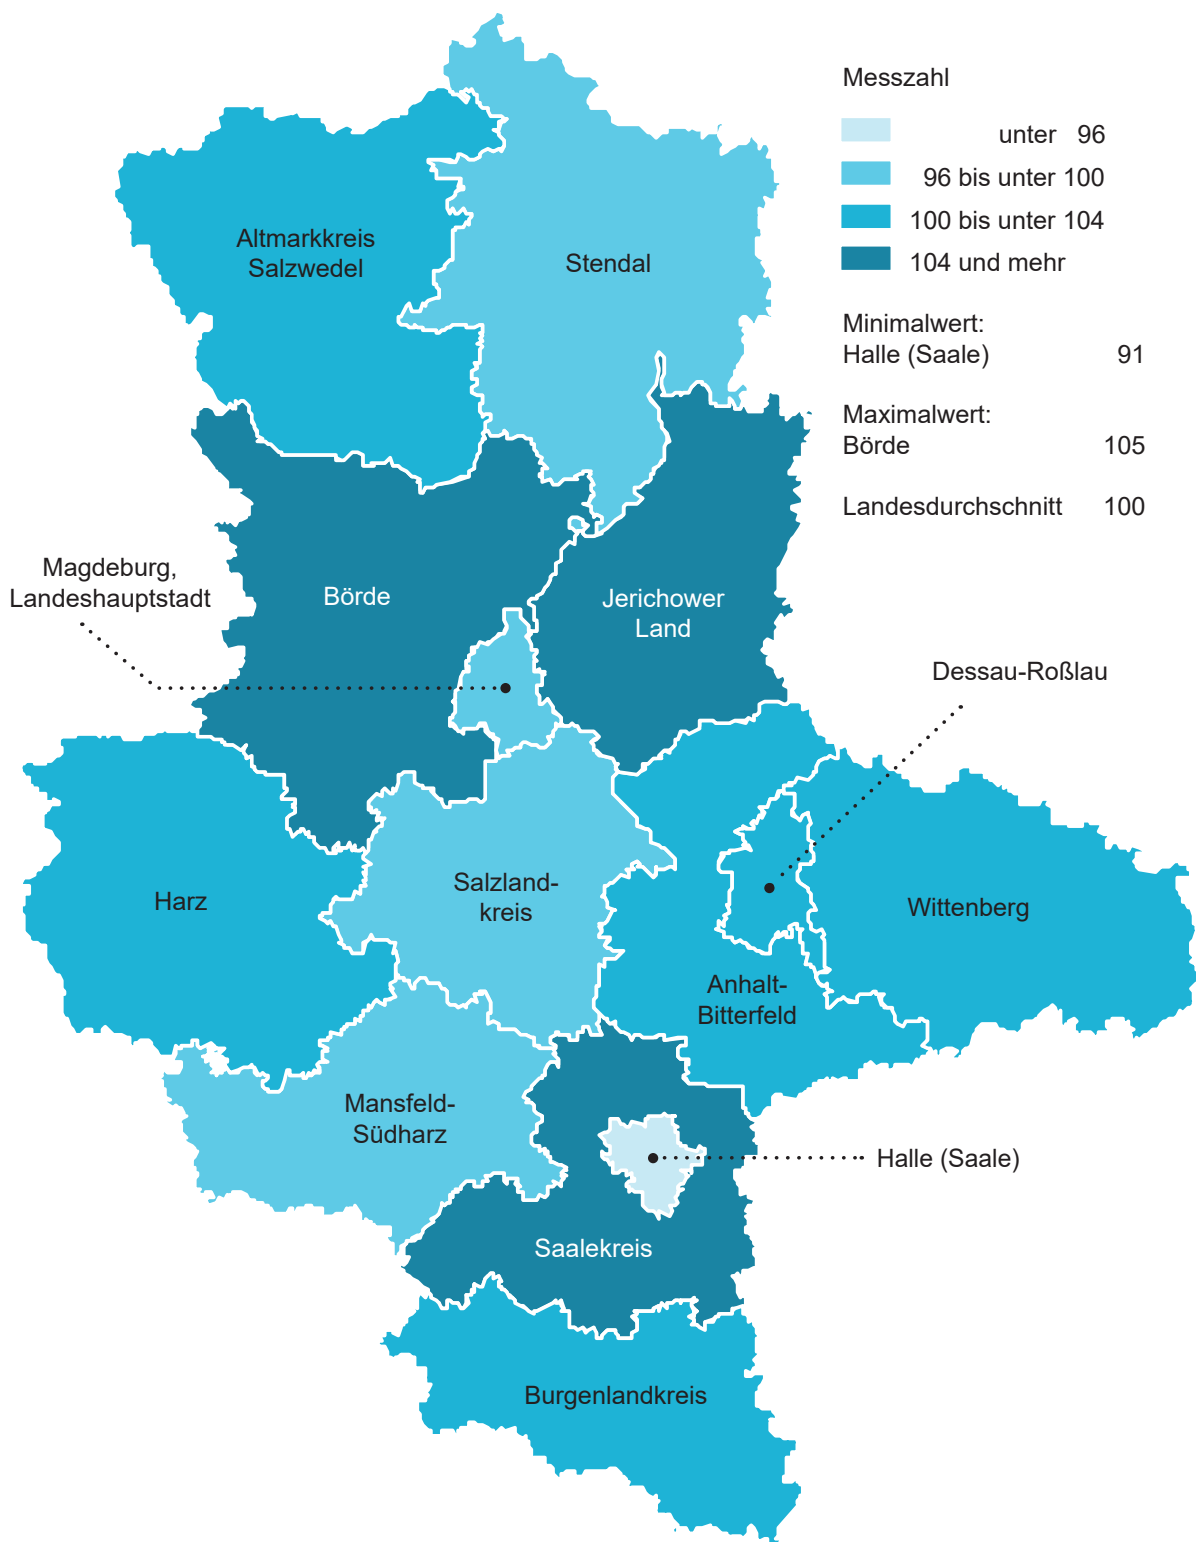 Messzahl
unter 96
96 bis unter 100
100 bis unter 104
104 und mehr
Minimalwert:
Halle (Saale) 91
Maximalwert:
Börde 105
Landesdurchschnitt 100
Altmarkkreis
Salzwedel
Stendal
Magdeburg,
Landeshauptstadt
Börde
Jerichower
Land
Dessau-Roßlau
Harz
Salzland-
kreis
Wittenberg
Anhalt-
Bitterfeld
Mansfeld-
Südharz
Halle (Saale)
Saalekreis
Burgenlandkreis